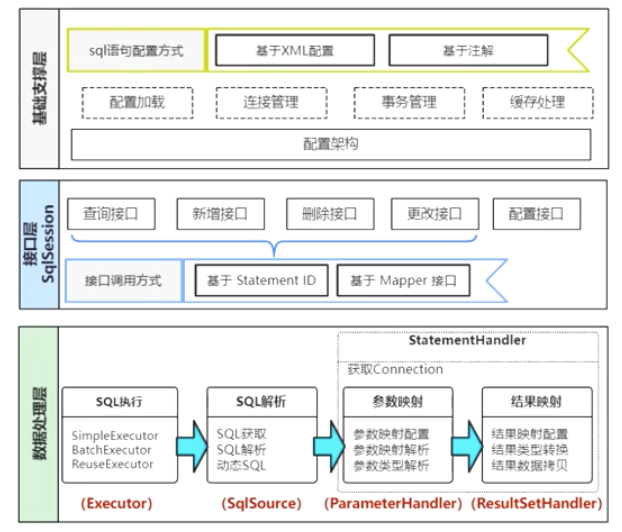 基础支撑层
sql语句配置方式
基于XML配置
基于注解
配置加载
连接管理
事务管理
缓存处理
配置架构
接口层
SqlSession
查询接口
新增接口
删除接口
更改接口
配置接口
接口调用方式
基于 Statement ID
基于 Mapper 接口
数据处理层
StatementHandler
获取Connection
SQL执行
SimpleExecutor
BatchExecutor
ReuseExecutor
(Executor)
SQL解析
SQL获取
SQL解析
动态SQL
(SqlSource)
参数映射
参数映射配置
参数映射解析
参数类型解析
(ParameterHandler)
结果映射
结果映射配置
结果类型转换
结果数据拷贝
(ResultSetHandler)